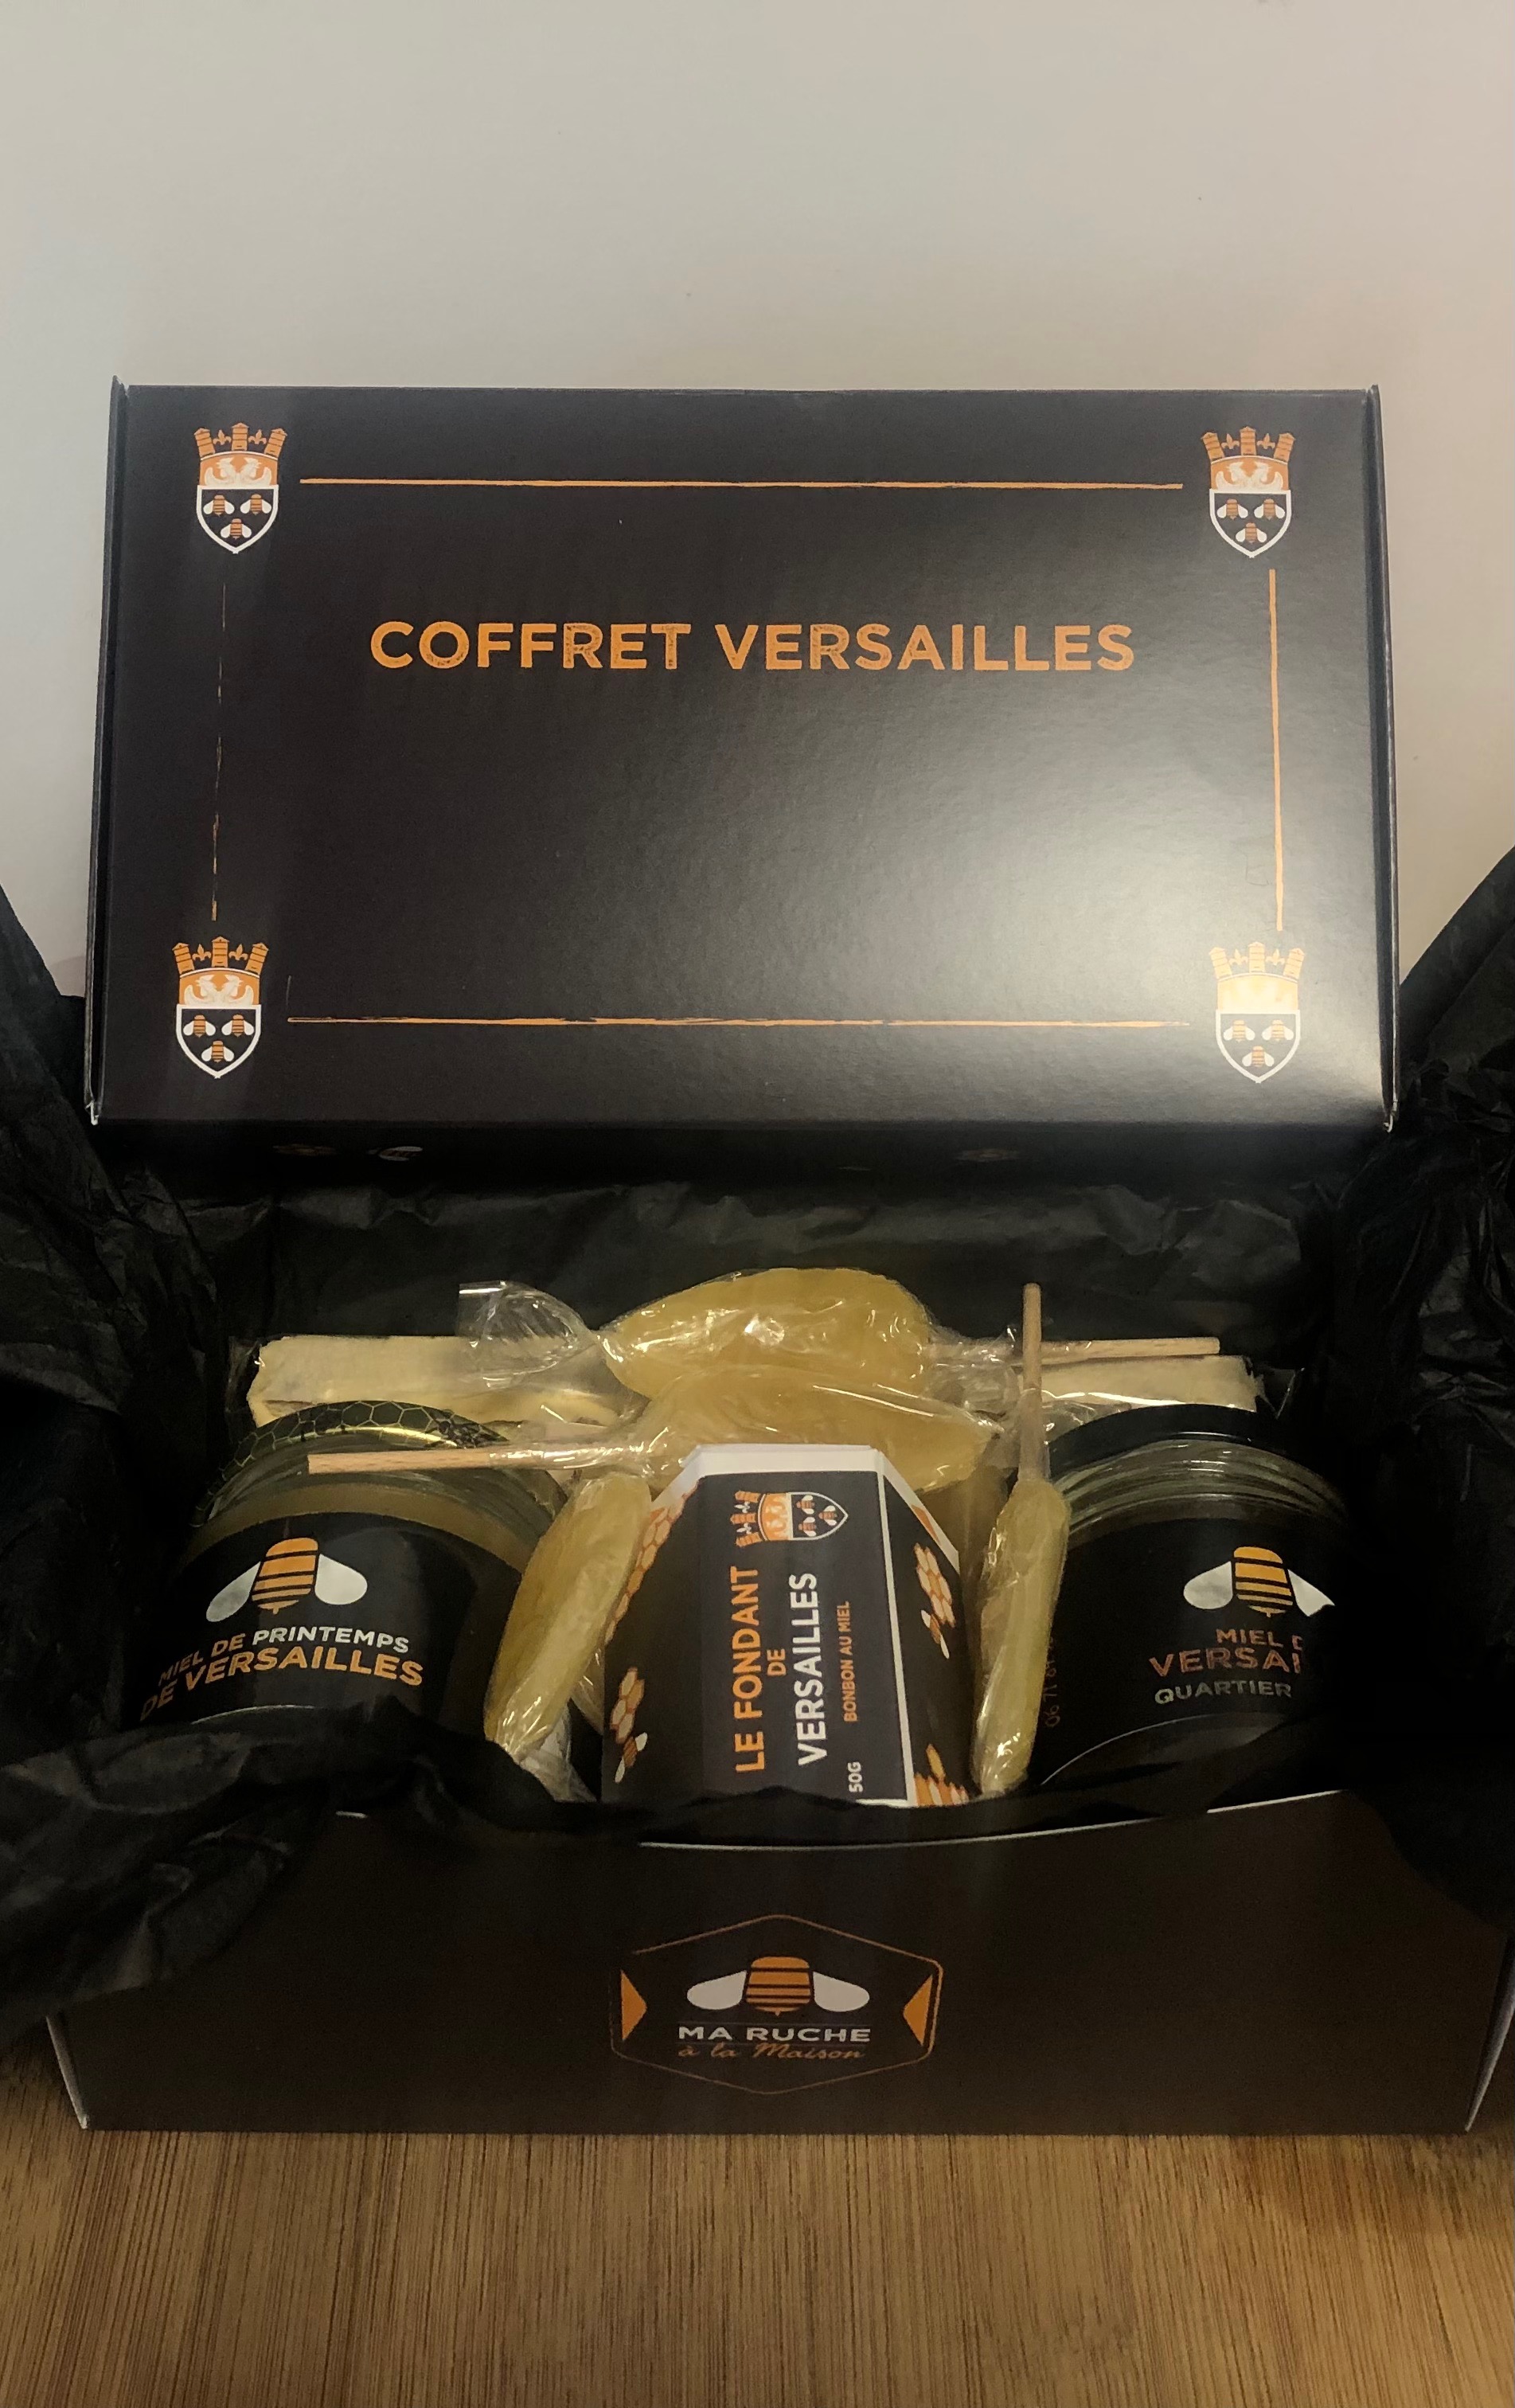 COFFRET VERSAILLES
MIEL DE PRINTEMPS
DE VERSAILLES
LE FONDANT
DE
VERSAILLES
BONBON AU MIEL
50G
MIEL
QUARTIER
MA RUCHE
à la Maison